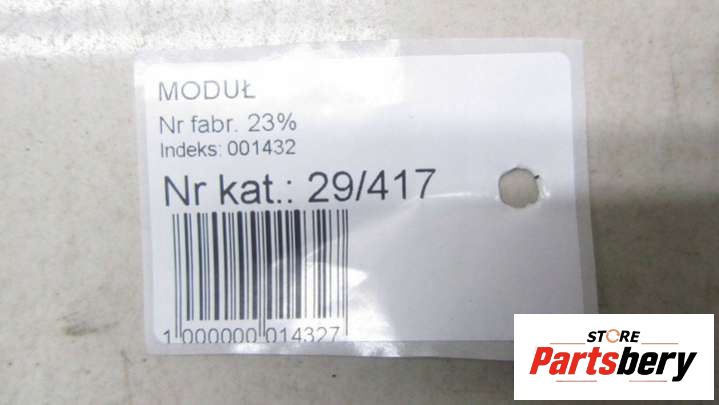 MODUŁ
Nr fabr. 23%
Indeks: 001432
Nr kat.: 29/417
1 000000 014327
STORE
Partsbery